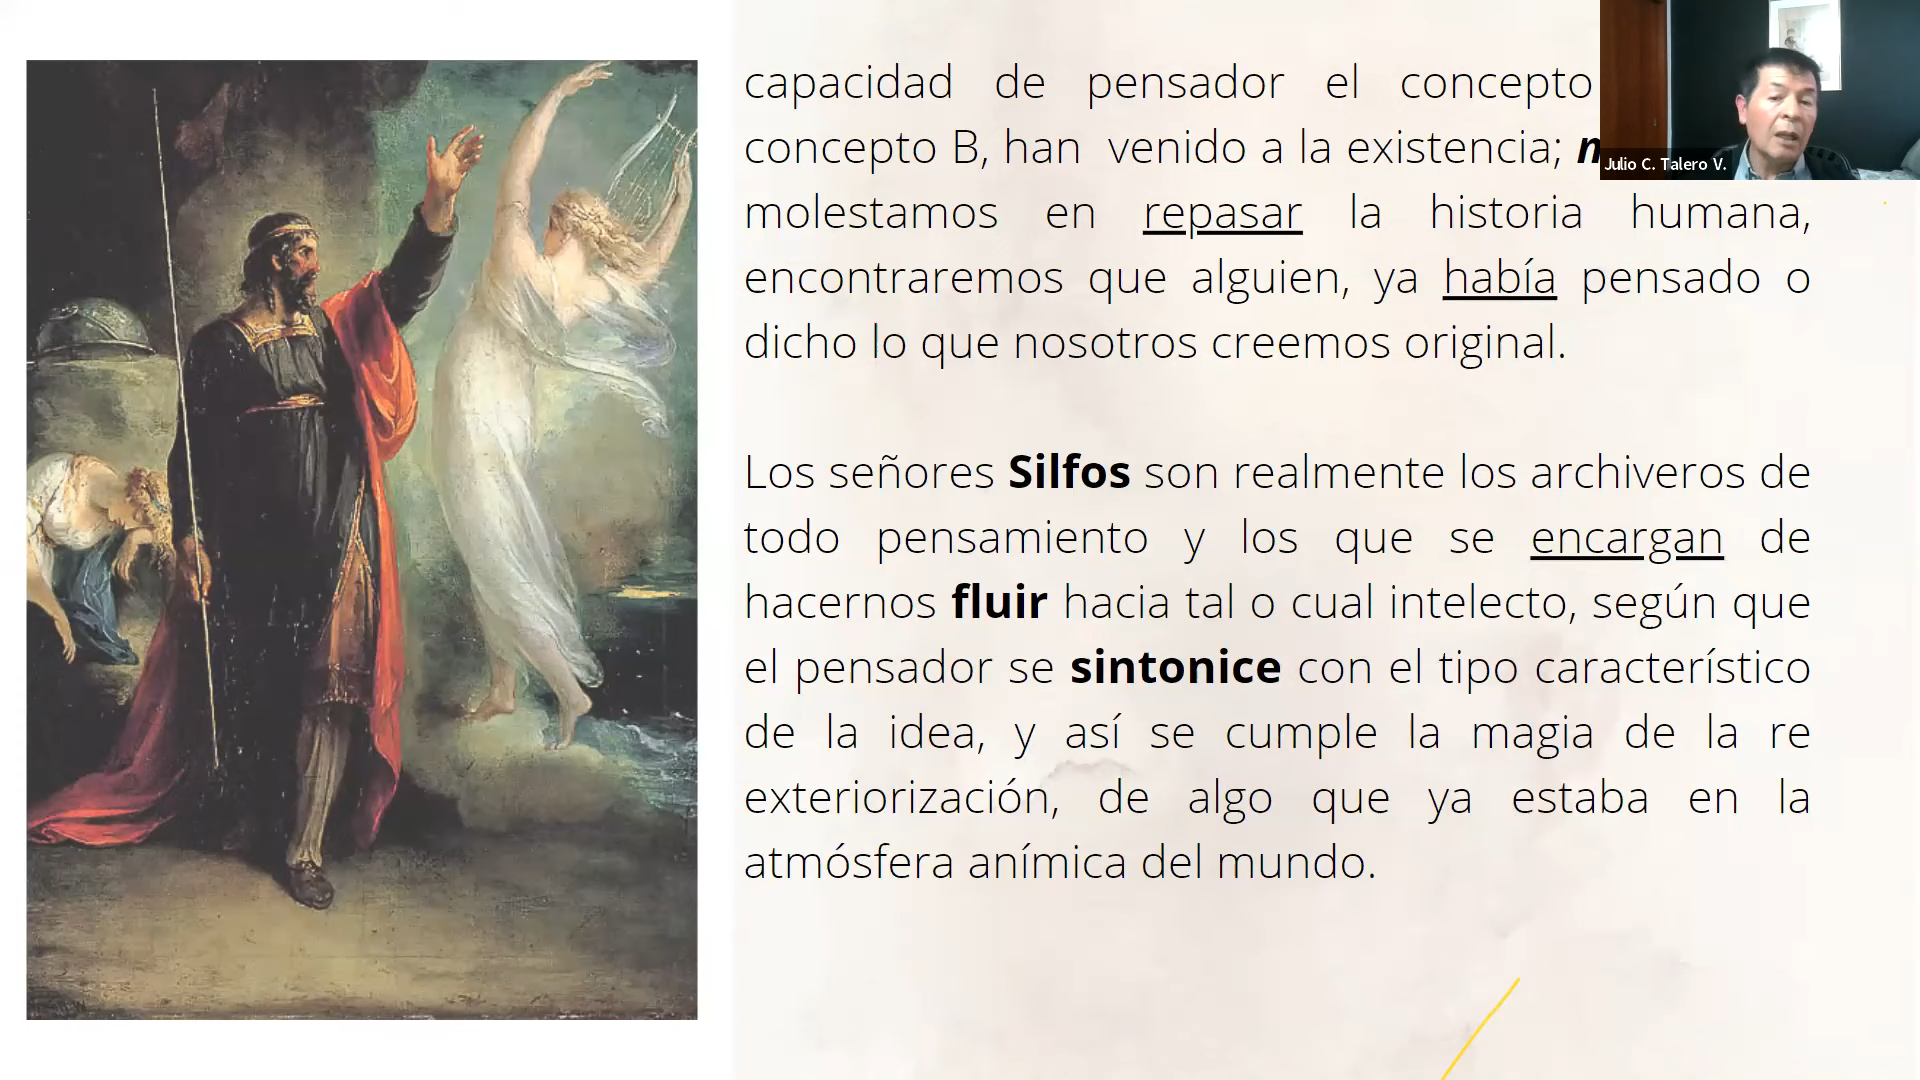 capacidad de pensador el concepto
concepto B, han venido a la existencia;
molestamos en repasar la historia humana,
encontraremos que alguien, ya había pensado o
dicho lo que nosotros creemos original.
Los señores Silfos son realmente los archiveros de
todo pensamiento y los que se encargan de
hacernos fluir hacia tal o cual intelecto, según que
el pensador se sintonice con el tipo característico
de la idea, y así se cumple la magia de la re
exteriorización, de algo que ya estaba en la
atmósfera anímica del mundo.
Julio C. Talero V.